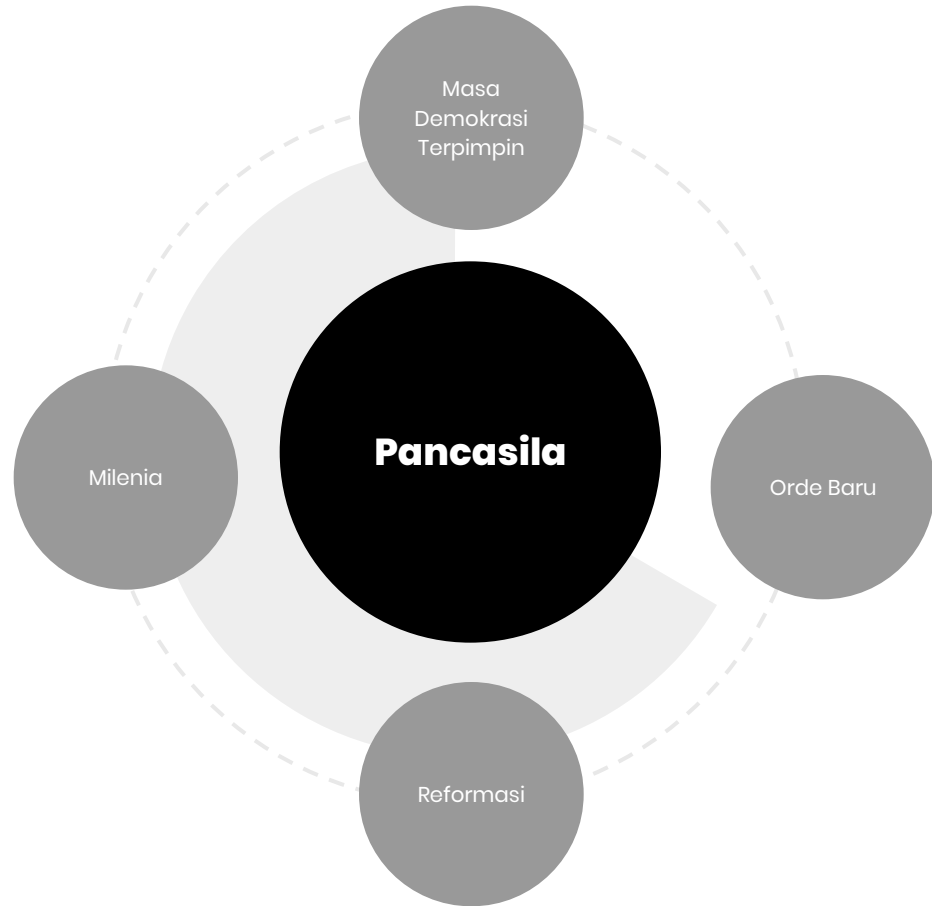 Masa
Demokrasi
Terpimpin
Pancasila
Milenia
Orde Baru
Reformasi